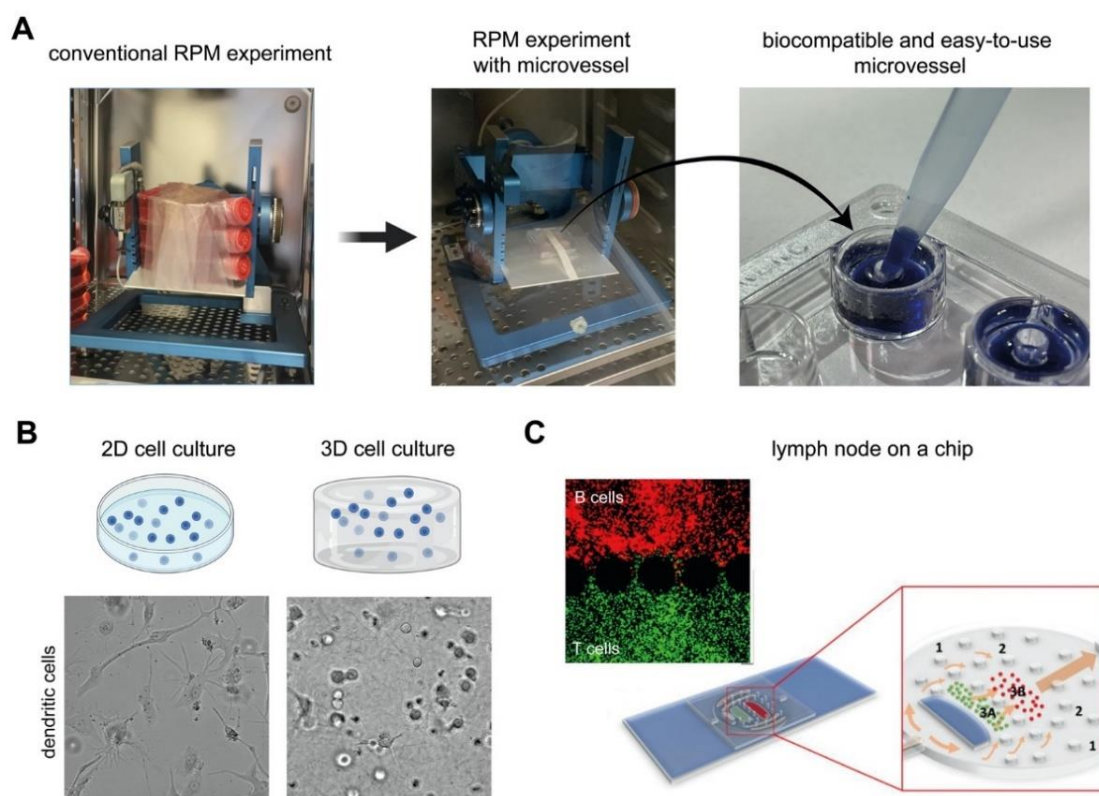 A
conventional RPM experiment
RPM experiment
with microvessel
biocompatible and easy-to-use
microvessel
B
2D cell culture
3D cell culture
dendritic cells
C
lymph node on a chip
B cells
T cells
1
2
3B
3A
2
1